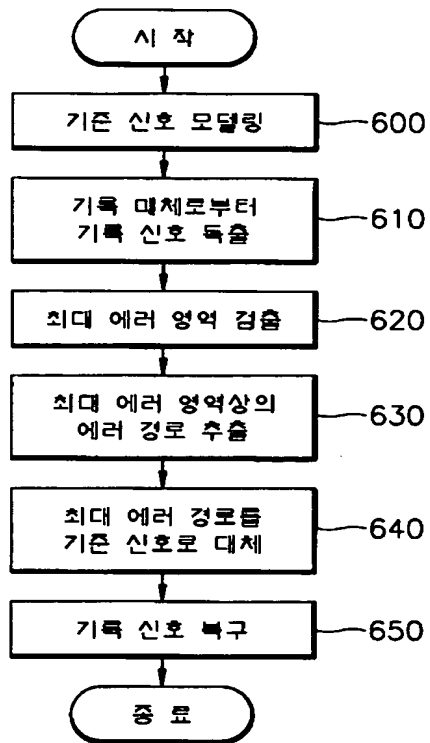 시 작
기준 신호 모델링
600
기록 매체로부터
기록 신호 독출
610
최대 에러 영역 검출
620
최대 에러 영역상의
에러 경로 추출
630
최대 에러 경로를
기준 신호로 대체
640
기록 신호 복구
650
종 료